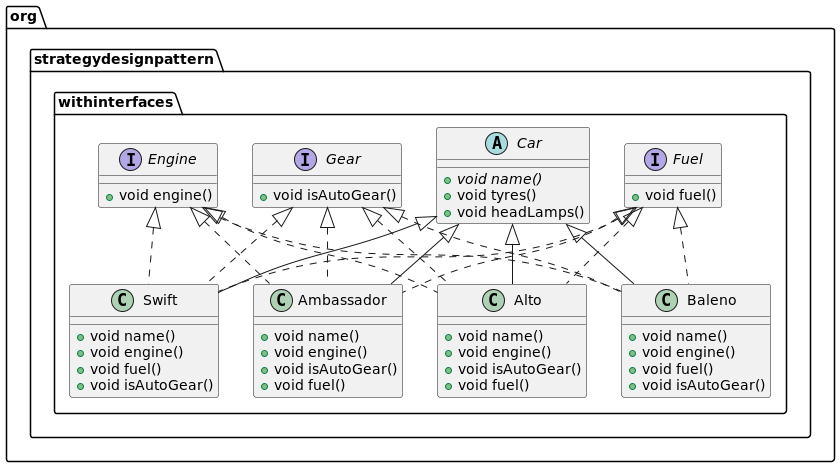 org
strategydesignpattern
withinterfaces
I Engine
void engine()
I Gear
void isAutoGear()
A Car
void name()
void tyres()
void headLamps()
I Fuel
void fuel()
C Swift
void name()
void engine()
void fuel()
void isAutoGear()
C Ambassador
void name()
void engine()
void isAutoGear()
void fuel()
C Alto
void name()
void engine()
void isAutoGear()
void fuel()
C Baleno
void name()
void engine()
void fuel()
void isAutoGear()